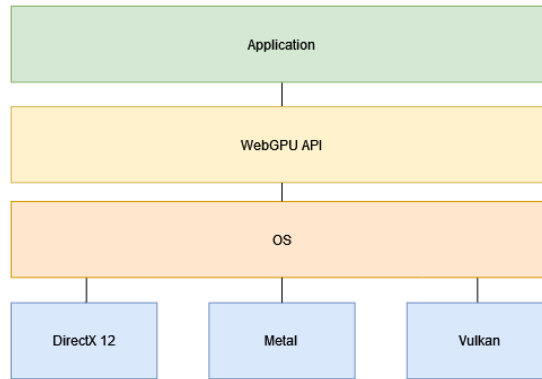 Application
WebGPU API
OS
DirectX 12
Metal
Vulkan